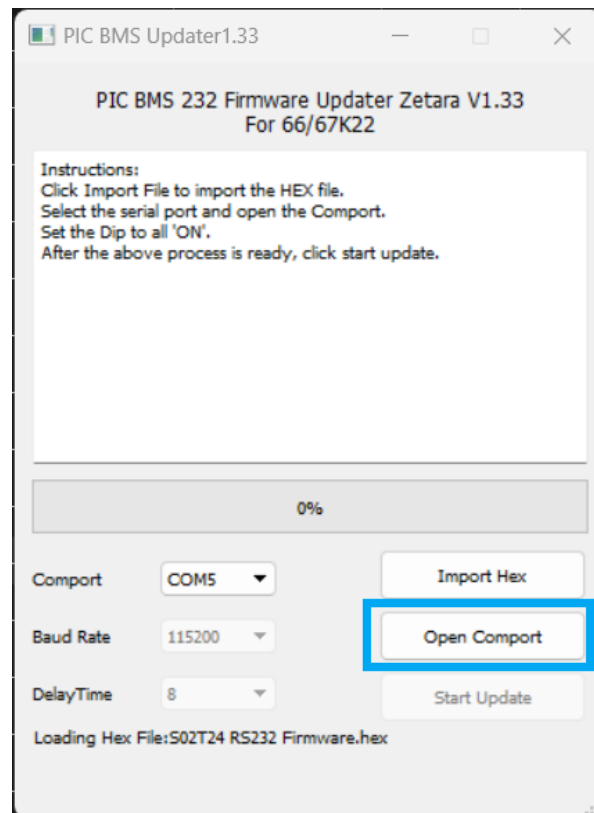 PIC BMS Updater1.33
PIC BMS 232 Firmware Updater Zetara V1.33
For 66/67K22
Instructions:
Click Import File to import the HEX file.
Select the serial port and open the Comport.
Set the Dip to all 'ON'.
After the above process is ready, click start update.
0%
Comport COM5 Import Hex
Baud Rate 115200 Open Comport
DelayTime 8 Start Update
Loading Hex File:S02T24 RS232 Firmware.hex